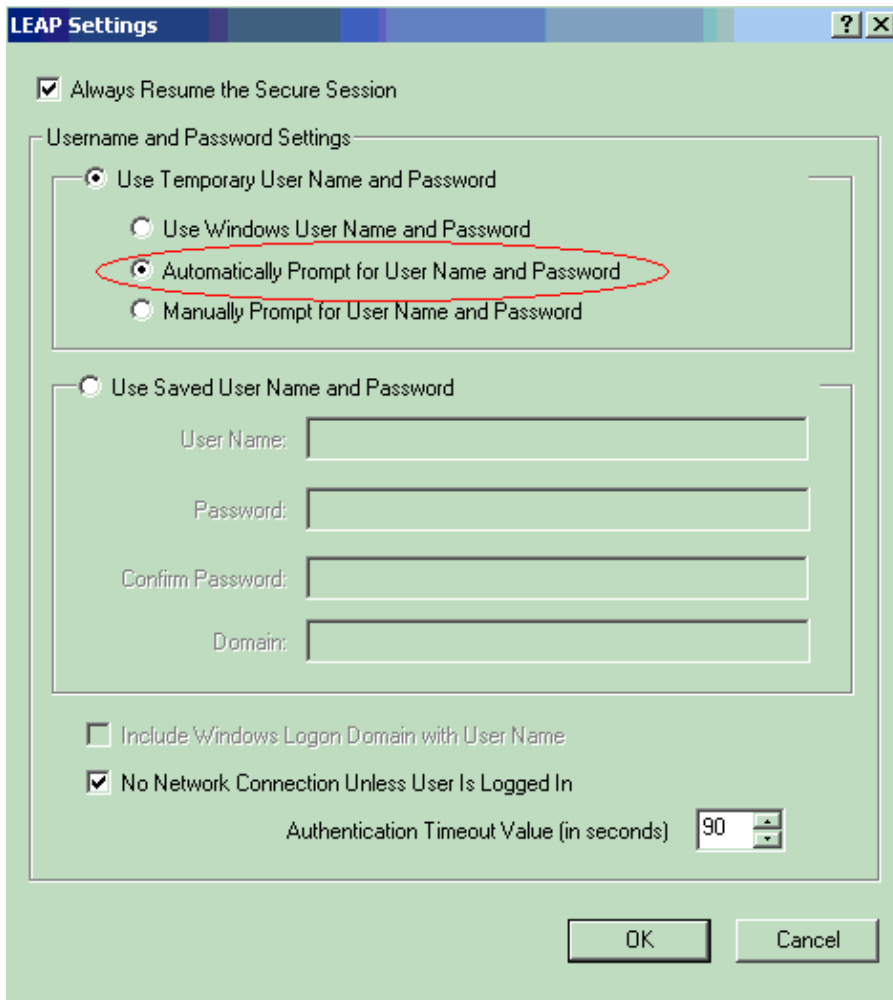 LEAP Settings
Always Resume the Secure Session
Username and Password Settings
Use Temporary User Name and Password
Use Windows User Name and Password
Automatically Prompt for User Name and Password
Manually Prompt for User Name and Password
Use Saved User Name and Password
User Name:
Password:
Confirm Password:
Domain:
Include Windows Logon Domain with User Name
No Network Connection Unless User Is Logged In
Authentication Timeout Value (in seconds) 90
OK Cancel